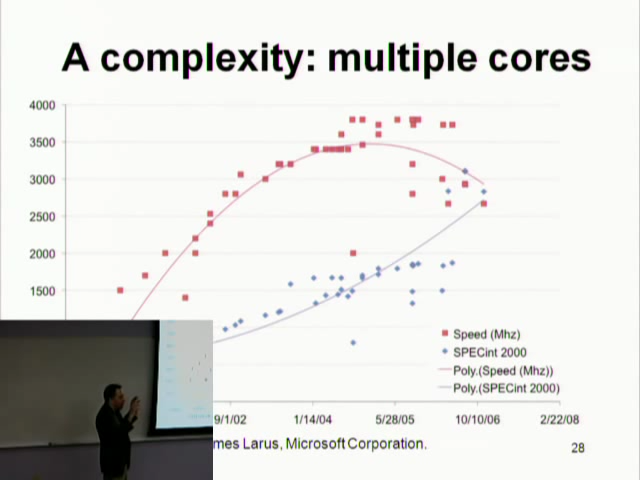 A complexity: multiple cores
4000
3500
3000
2500
2000
1500
Speed (Mhz)
SPECint 2000
Poly.(Speed (Mhz))
Poly.(SPECint 2000)
9/1/02 1/14/04 5/28/05 10/10/06 2/22/08
mes Larus, Microsoft Corporation.
28